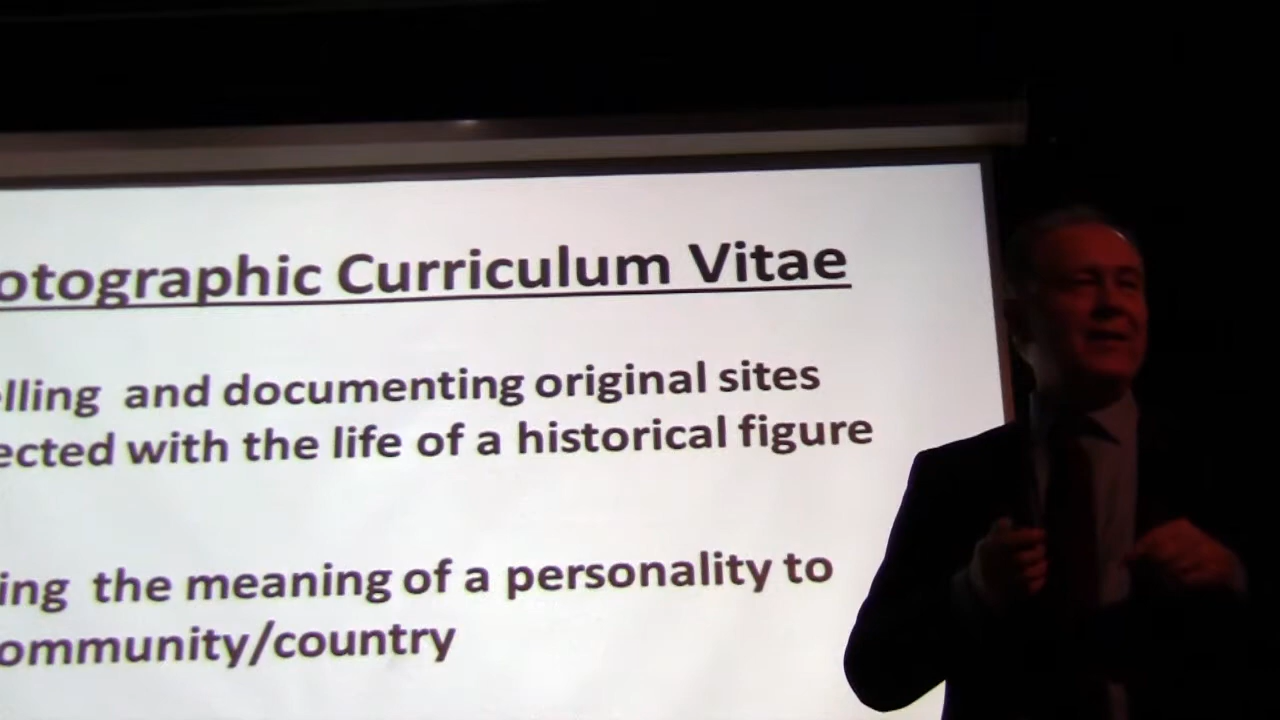 otographic Curriculum Vitae
elling and documenting original sites
ected with the life of a historical figure
ing the meaning of a personality to
ommunity/country